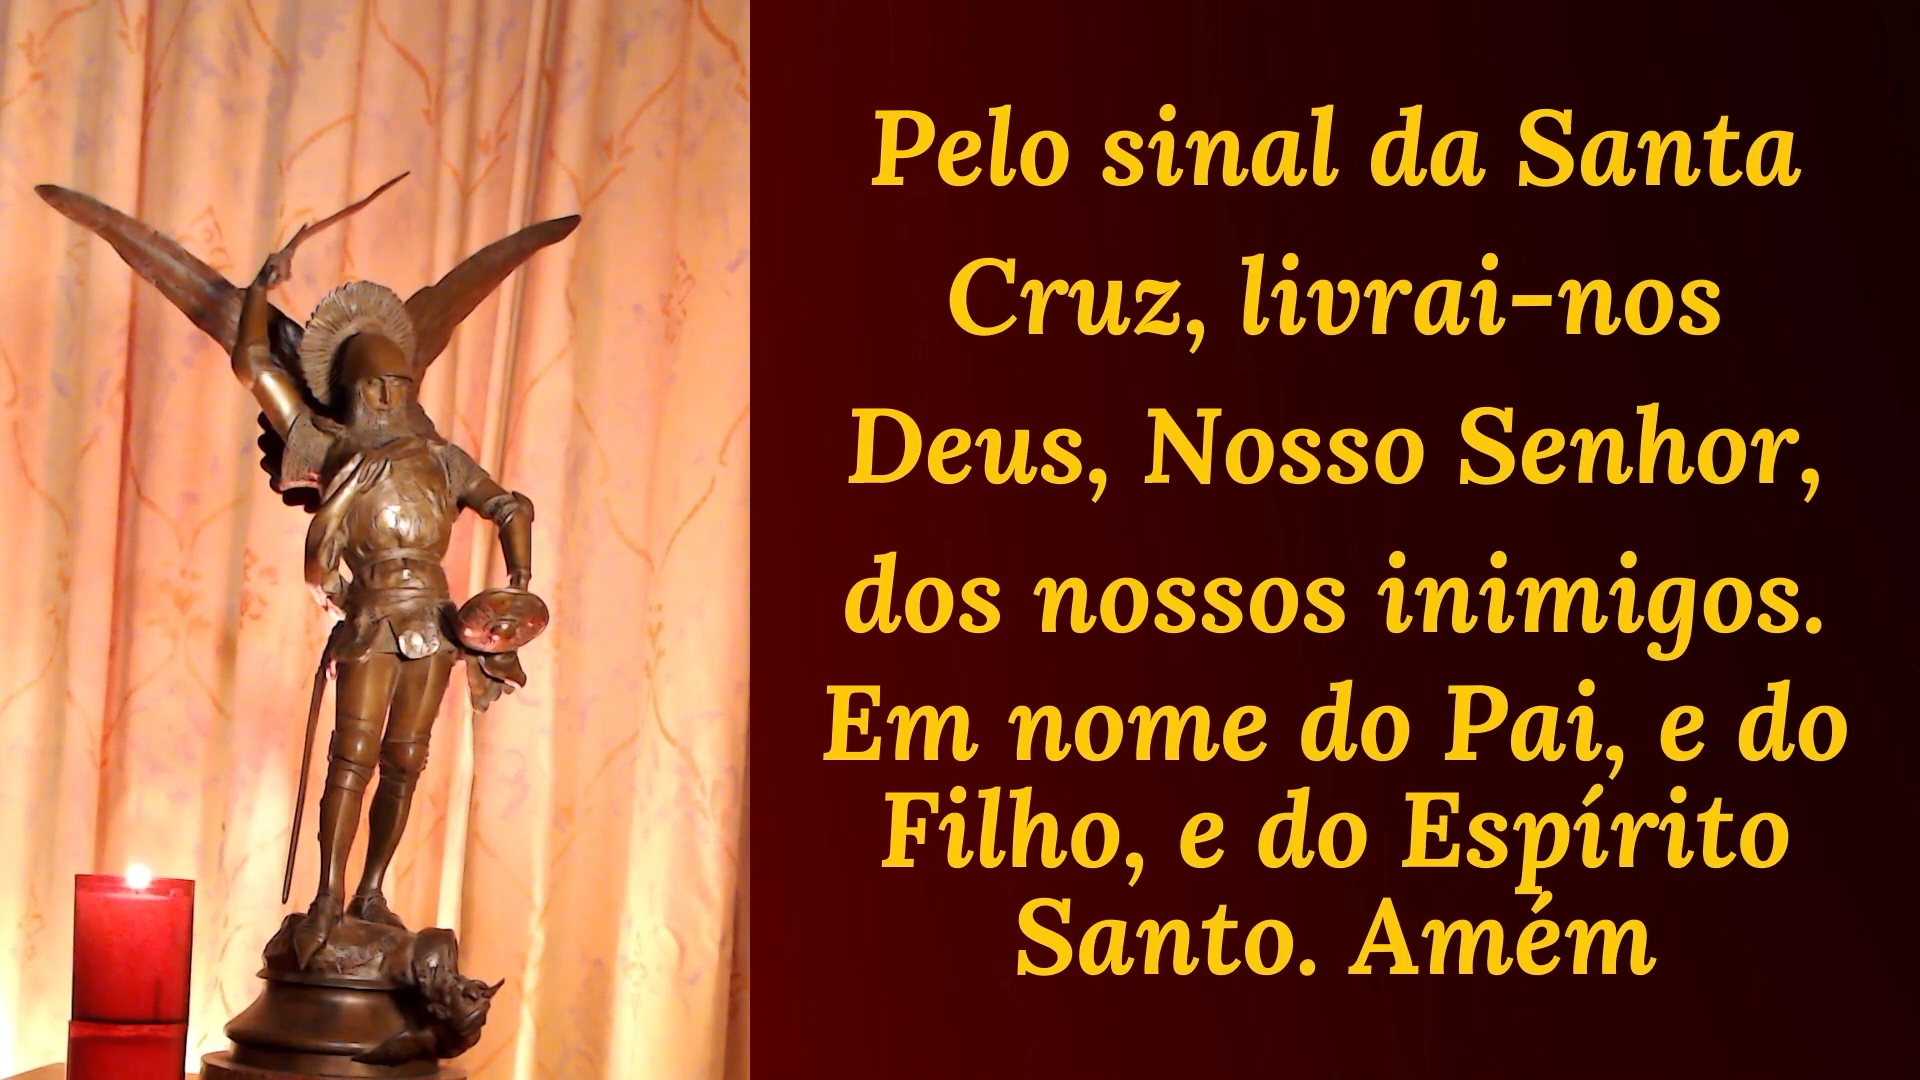 Pelo sinal da Santa
Cruz, livrai-nos
Deus, Nosso Senhor,
dos nossos inimigos.
Em nome do Pai, e do
Filho, e do Espírito
Santo. Amém